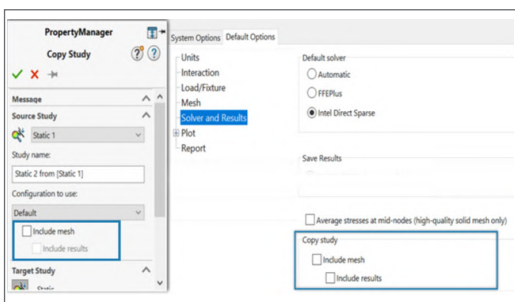 PropertyManager
Copy Study
Message
Source Study
Static 1
Study name:
Static 2 from [Static 1]
Configuration to use:
Default
Include mesh
Include results
Target Study
Static
System Options
Default Options
Units
Interaction
Load/Fixture
Mesh
Solver and Results
Plot
Report
Default solver
Automatic
FFEPlus
Intel Direct Sparse
Save Results
Average stresses at mid-nodes (high-quality solid mesh only)
Copy study
Include mesh
Include results